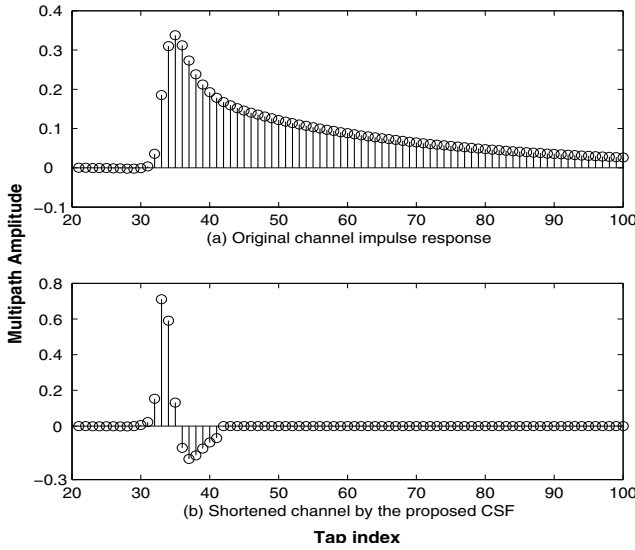 0.4
0.3
0.2
0.1
0
−0.1
20 30 40 50 60 70 80 90 100
(a) Original channel impulse response
Multipath Amplitude
0.8
0.6
0.4
0.2
0
−0.3
20 30 40 50 60 70 80 90 100
(b) Shortened channel by the proposed CSF
Tap index